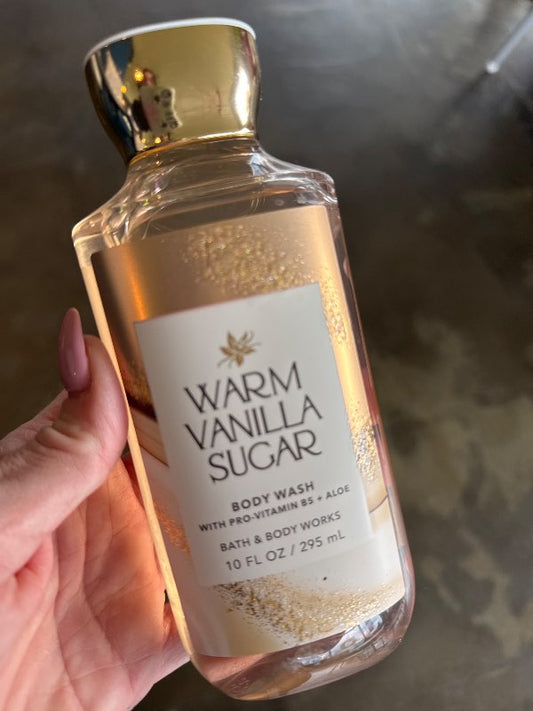 WARM
VANILLA
SUGAR
BODY WASH
WITH PRO-VITAMIN B5 + ALOE
BATH & BODY WORKS
10 FL OZ / 295 mL